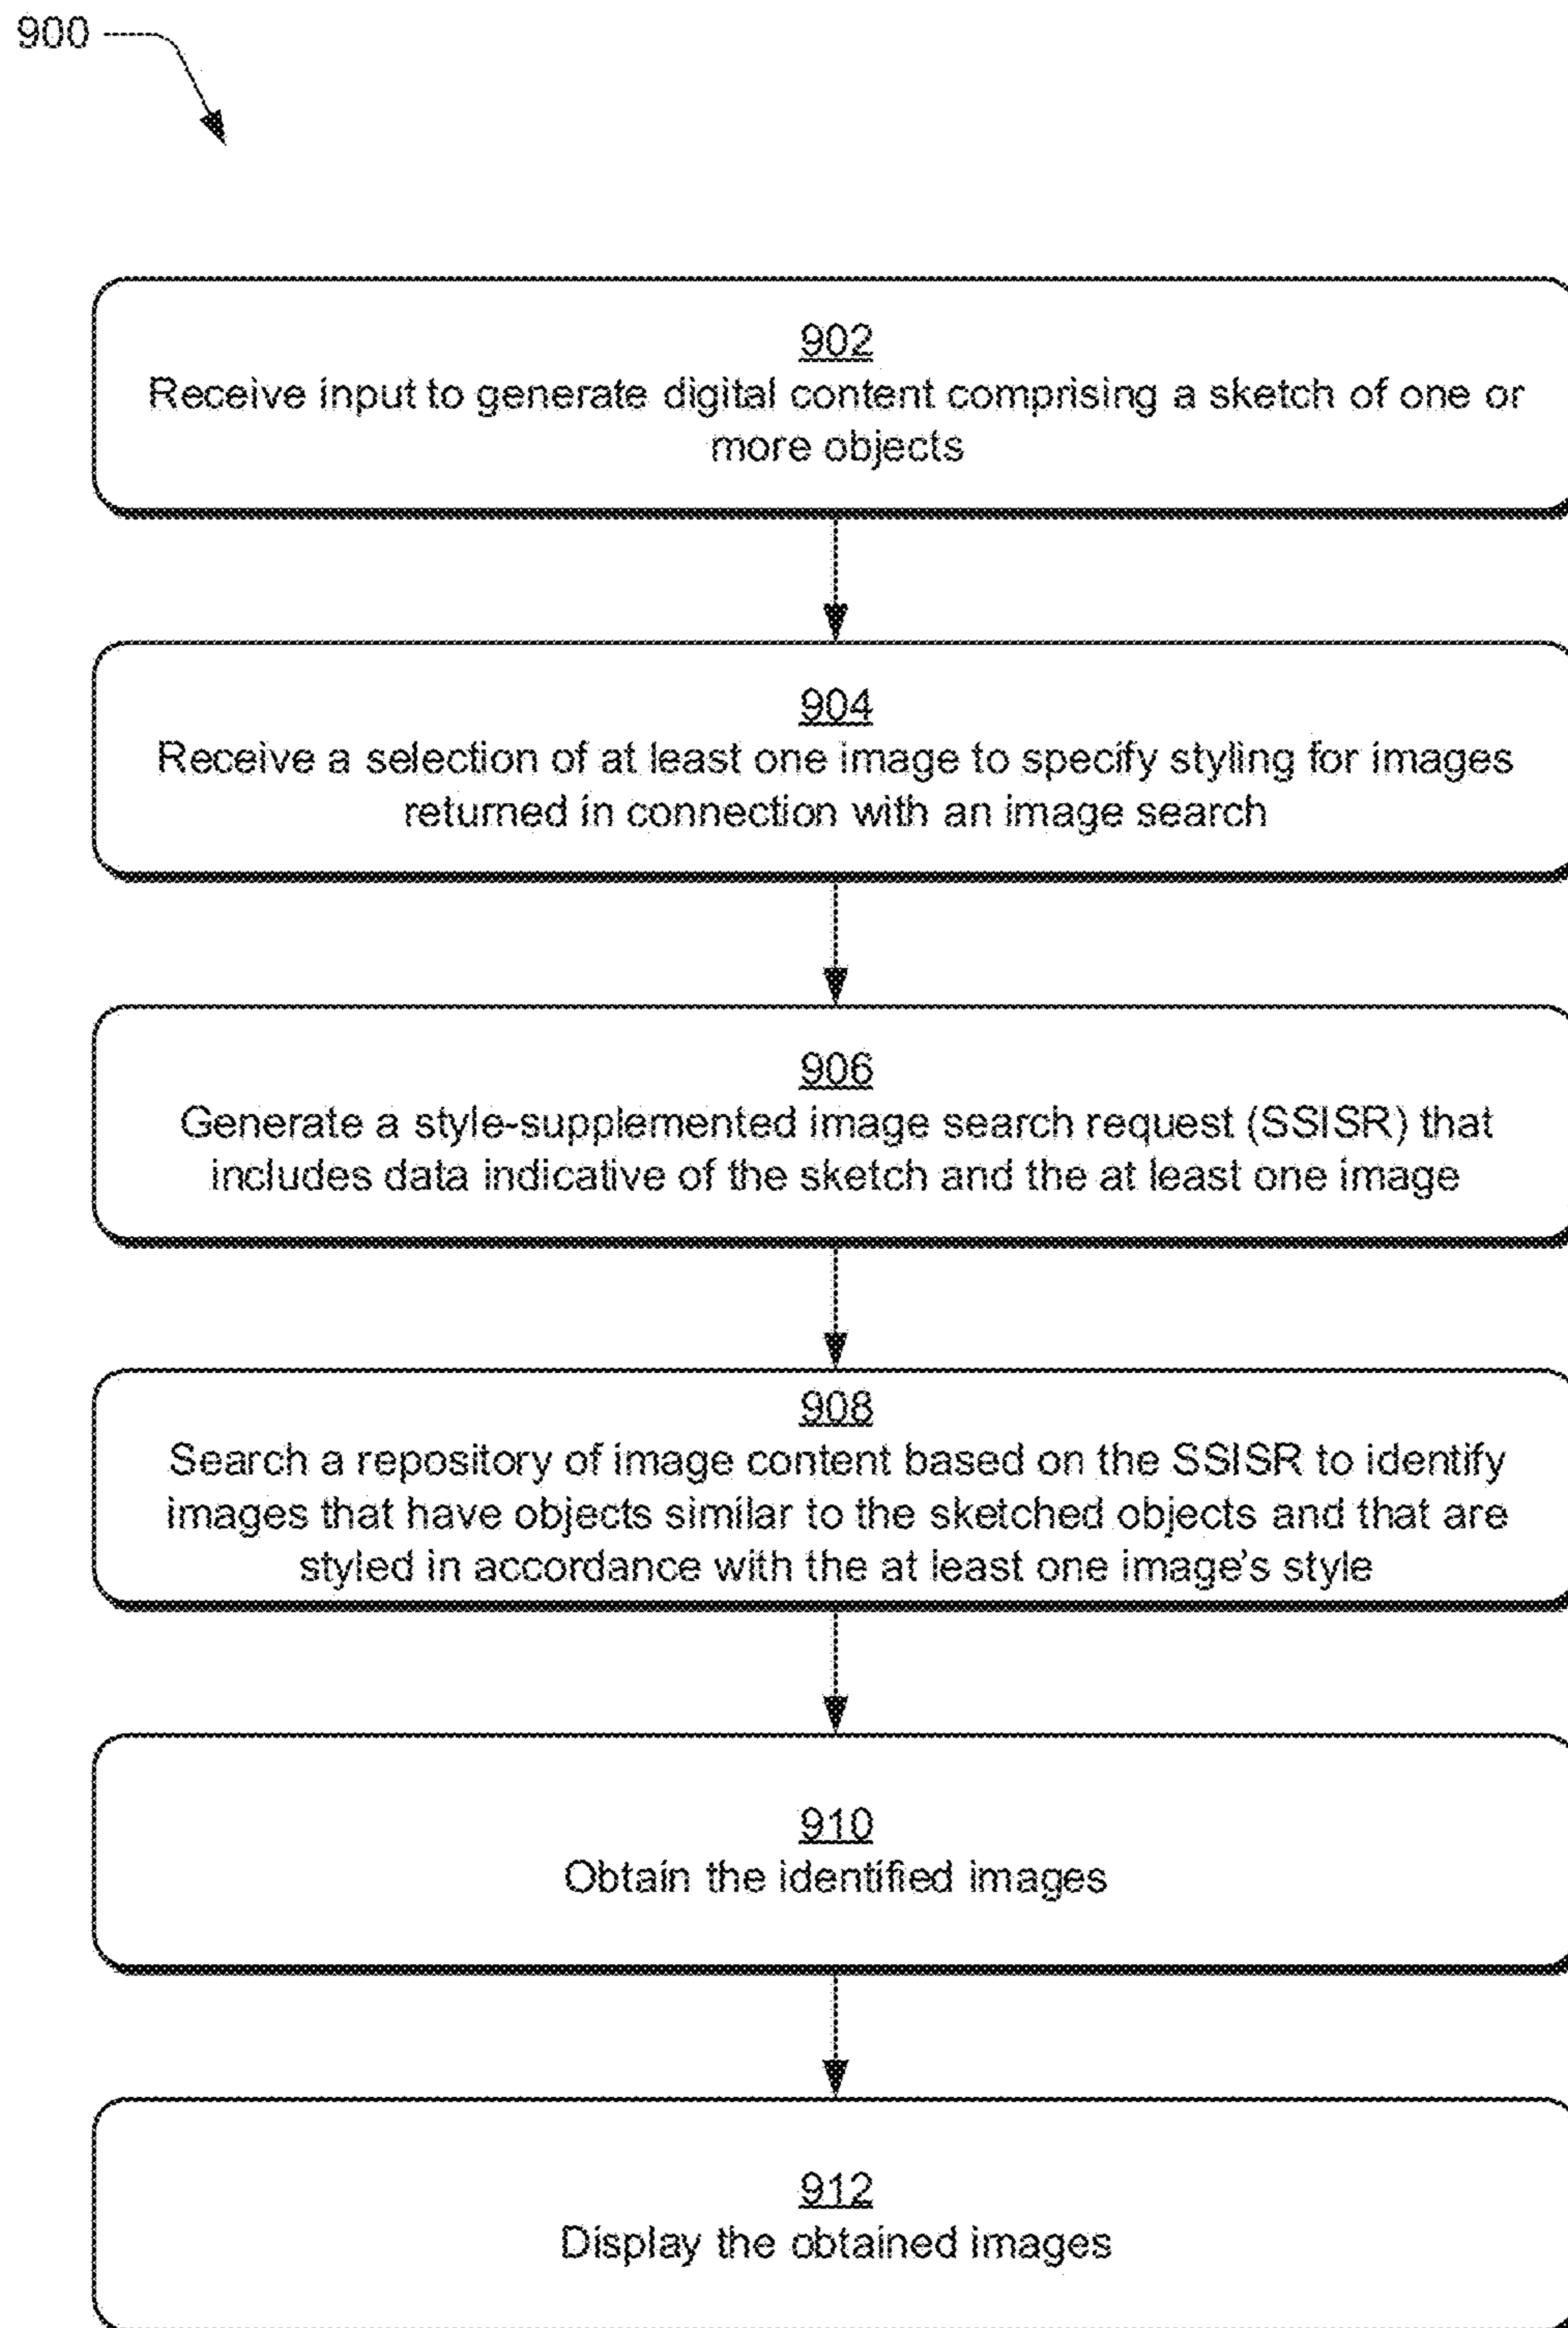 900
902
Receive input to generate digital content comprising a sketch of one or
more objects
904
Receive a selection of at least one image to specify styling for images
returned in connection with an image search
906
Generate a style-supplemented image search request (SSISR) that
includes data indicative of the sketch and the at least one image
908
Search a repository of image content based on the SSISR to identify
images that have objects similar to the sketched objects and that are
styled in accordance with the at least one image's style
910
Obtain the identified images
912
Display the obtained images